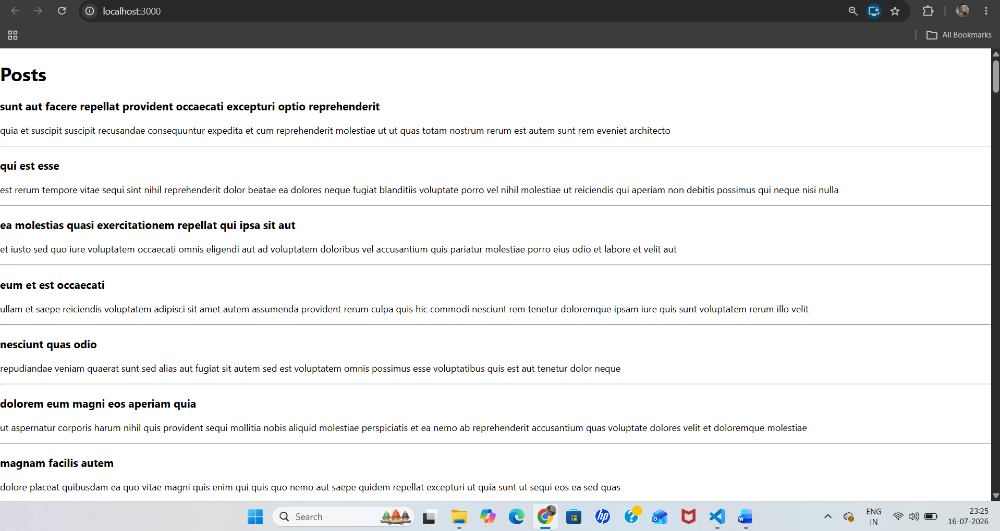 localhost:3000
All Bookmarks
Posts
sunt aut facere repellat provident occaecati excepturi optio reprehenderit
quia et suscipit suscipit recusandae consequuntur expedita et cum reprehenderit molestiae ut ut quas totam nostrum rerum est autem sunt rem eveniet architecto
qui est esse
est rerum tempore vitae sequi sint nihil reprehenderit dolor beatae ea dolores neque fugiat blanditiis voluptate porro vel nihil molestiae ut reiciendis qui aperiam non debitis possimus qui neque nisi nulla
ea molestias quasi exercitationem repellat qui ipsa sit aut
et iusto sed quo iure voluptatem occaecati omnis eligendi aut ad voluptatem doloribus vel accusantium quis pariatur molestiae porro eius odio et labore et velit aut
eum et est occaecati
ullam et saepe reiciendis voluptatem adipisci sit amet autem assumenda provident rerum culpa quis hic commodi nesciunt rem tenetur doloremque ipsam iure quis sunt voluptatem rerum illo velit
nesciunt quas odio
repudiandae veniam quaerat sunt sed alias aut fugiat sit autem sed est voluptatem omnis possimus esse voluptatibus quis est aut tenetur dolor neque
dolorem eum magni eos aperiam quia
ut aspernatur corporis harum nihil quis provident sequi mollitia nobis aliquid molestiae perspiciatis et ea nemo ab reprehenderit accusantium quas voluptate dolores velit et doloremque molestiae
magnam facilis autem
dolore placeat quibusdam ea quo vitae magni quis enim qui quis quo nemo aut saepe quidem repellat excepturi ut quia sunt ut sequi eos ea sed quas
Search
hp
ENG
IN
23:25
16-07-2026